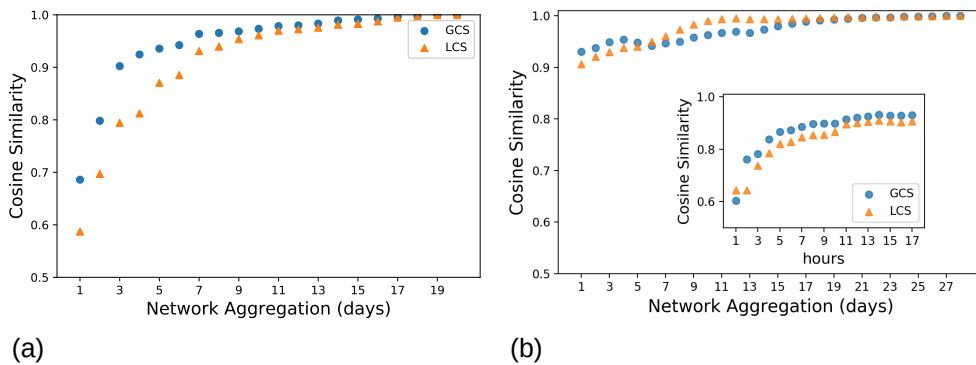 1.0
0.9
0.8
0.7
0.6
0.5
Cosine Similarity
GCS
LCS
1 3 5 7 9 11 13 15 17 19
Network Aggregation (days)
(a)
1.0
0.9
0.8
0.7
0.6
0.5
Cosine Similarity
1.0
0.8
0.6
Cosine Similarity
GCS
LCS
1 3 5 7 9 11 13 15 17
hours
1 3 5 7 9 11 13 15 17 19 21 23 25 27
Network Aggregation (days)
(b)